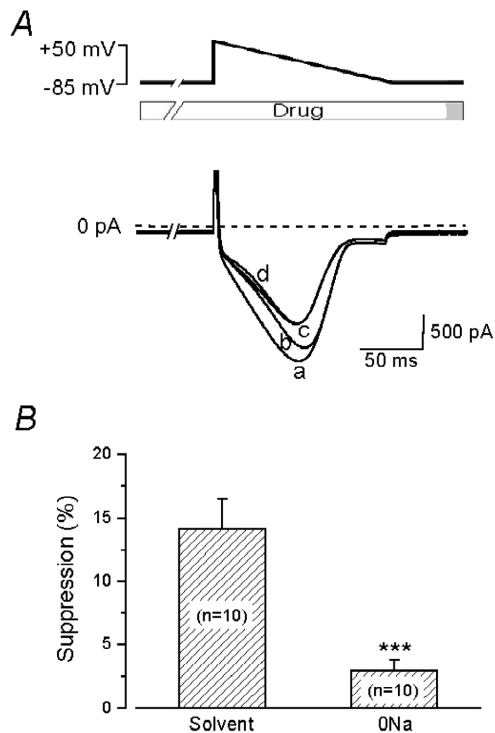 A
+50 mV
-85 mV
Drug
0 pA
d
c
b
a
500 pA
50 ms
B
Suppression (%)
20
15
10
5
0
(n=10)
***
(n=10)
Solvent
0Na